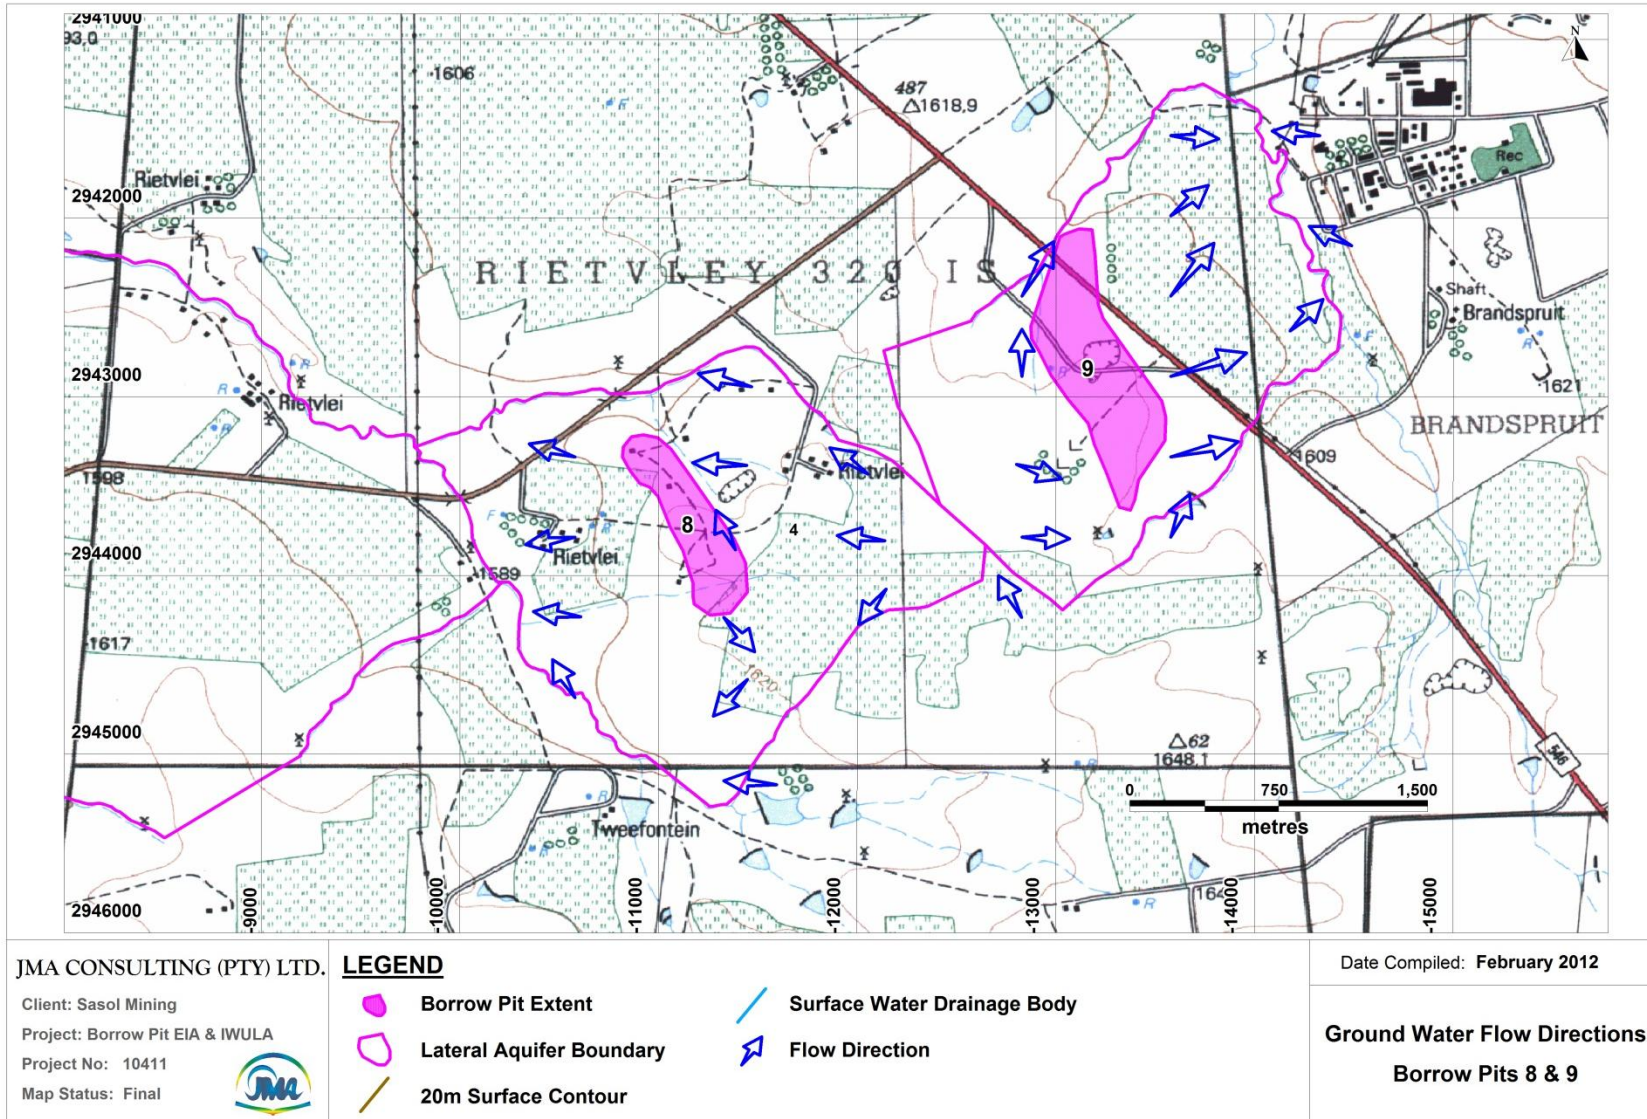 2941000
93,0
1606
487
1618,9
N
Rietvlei
2942000
Rec
RIETVLEY 320 IS
Shaft
Brandspruit
2943000
Rietvlei
9
1621
BRANDSPRUIT
1598
Rietvlei
1609
8
4
2944000
Rietvlei
1589
1617
1620
2945000
62
1648,1
546
0 750 1,500
metres
Tweefontein
2946000
-9000
-10000
-11000
-12000
-13000
-14000
-15000
164
F
R
R
R
R
F
R
R
R
F
R
R
R
R
R
JMA CONSULTING (PTY) LTD.
Client: Sasol Mining
Project: Borrow Pit EIA & IWULA
Project No: 10411
Map Status: Final
JMA
LEGEND
Borrow Pit Extent
Lateral Aquifer Boundary
20m Surface Contour
Surface Water Drainage Body
Flow Direction
Date Compiled: February 2012
Ground Water Flow Directions
Borrow Pits 8 & 9